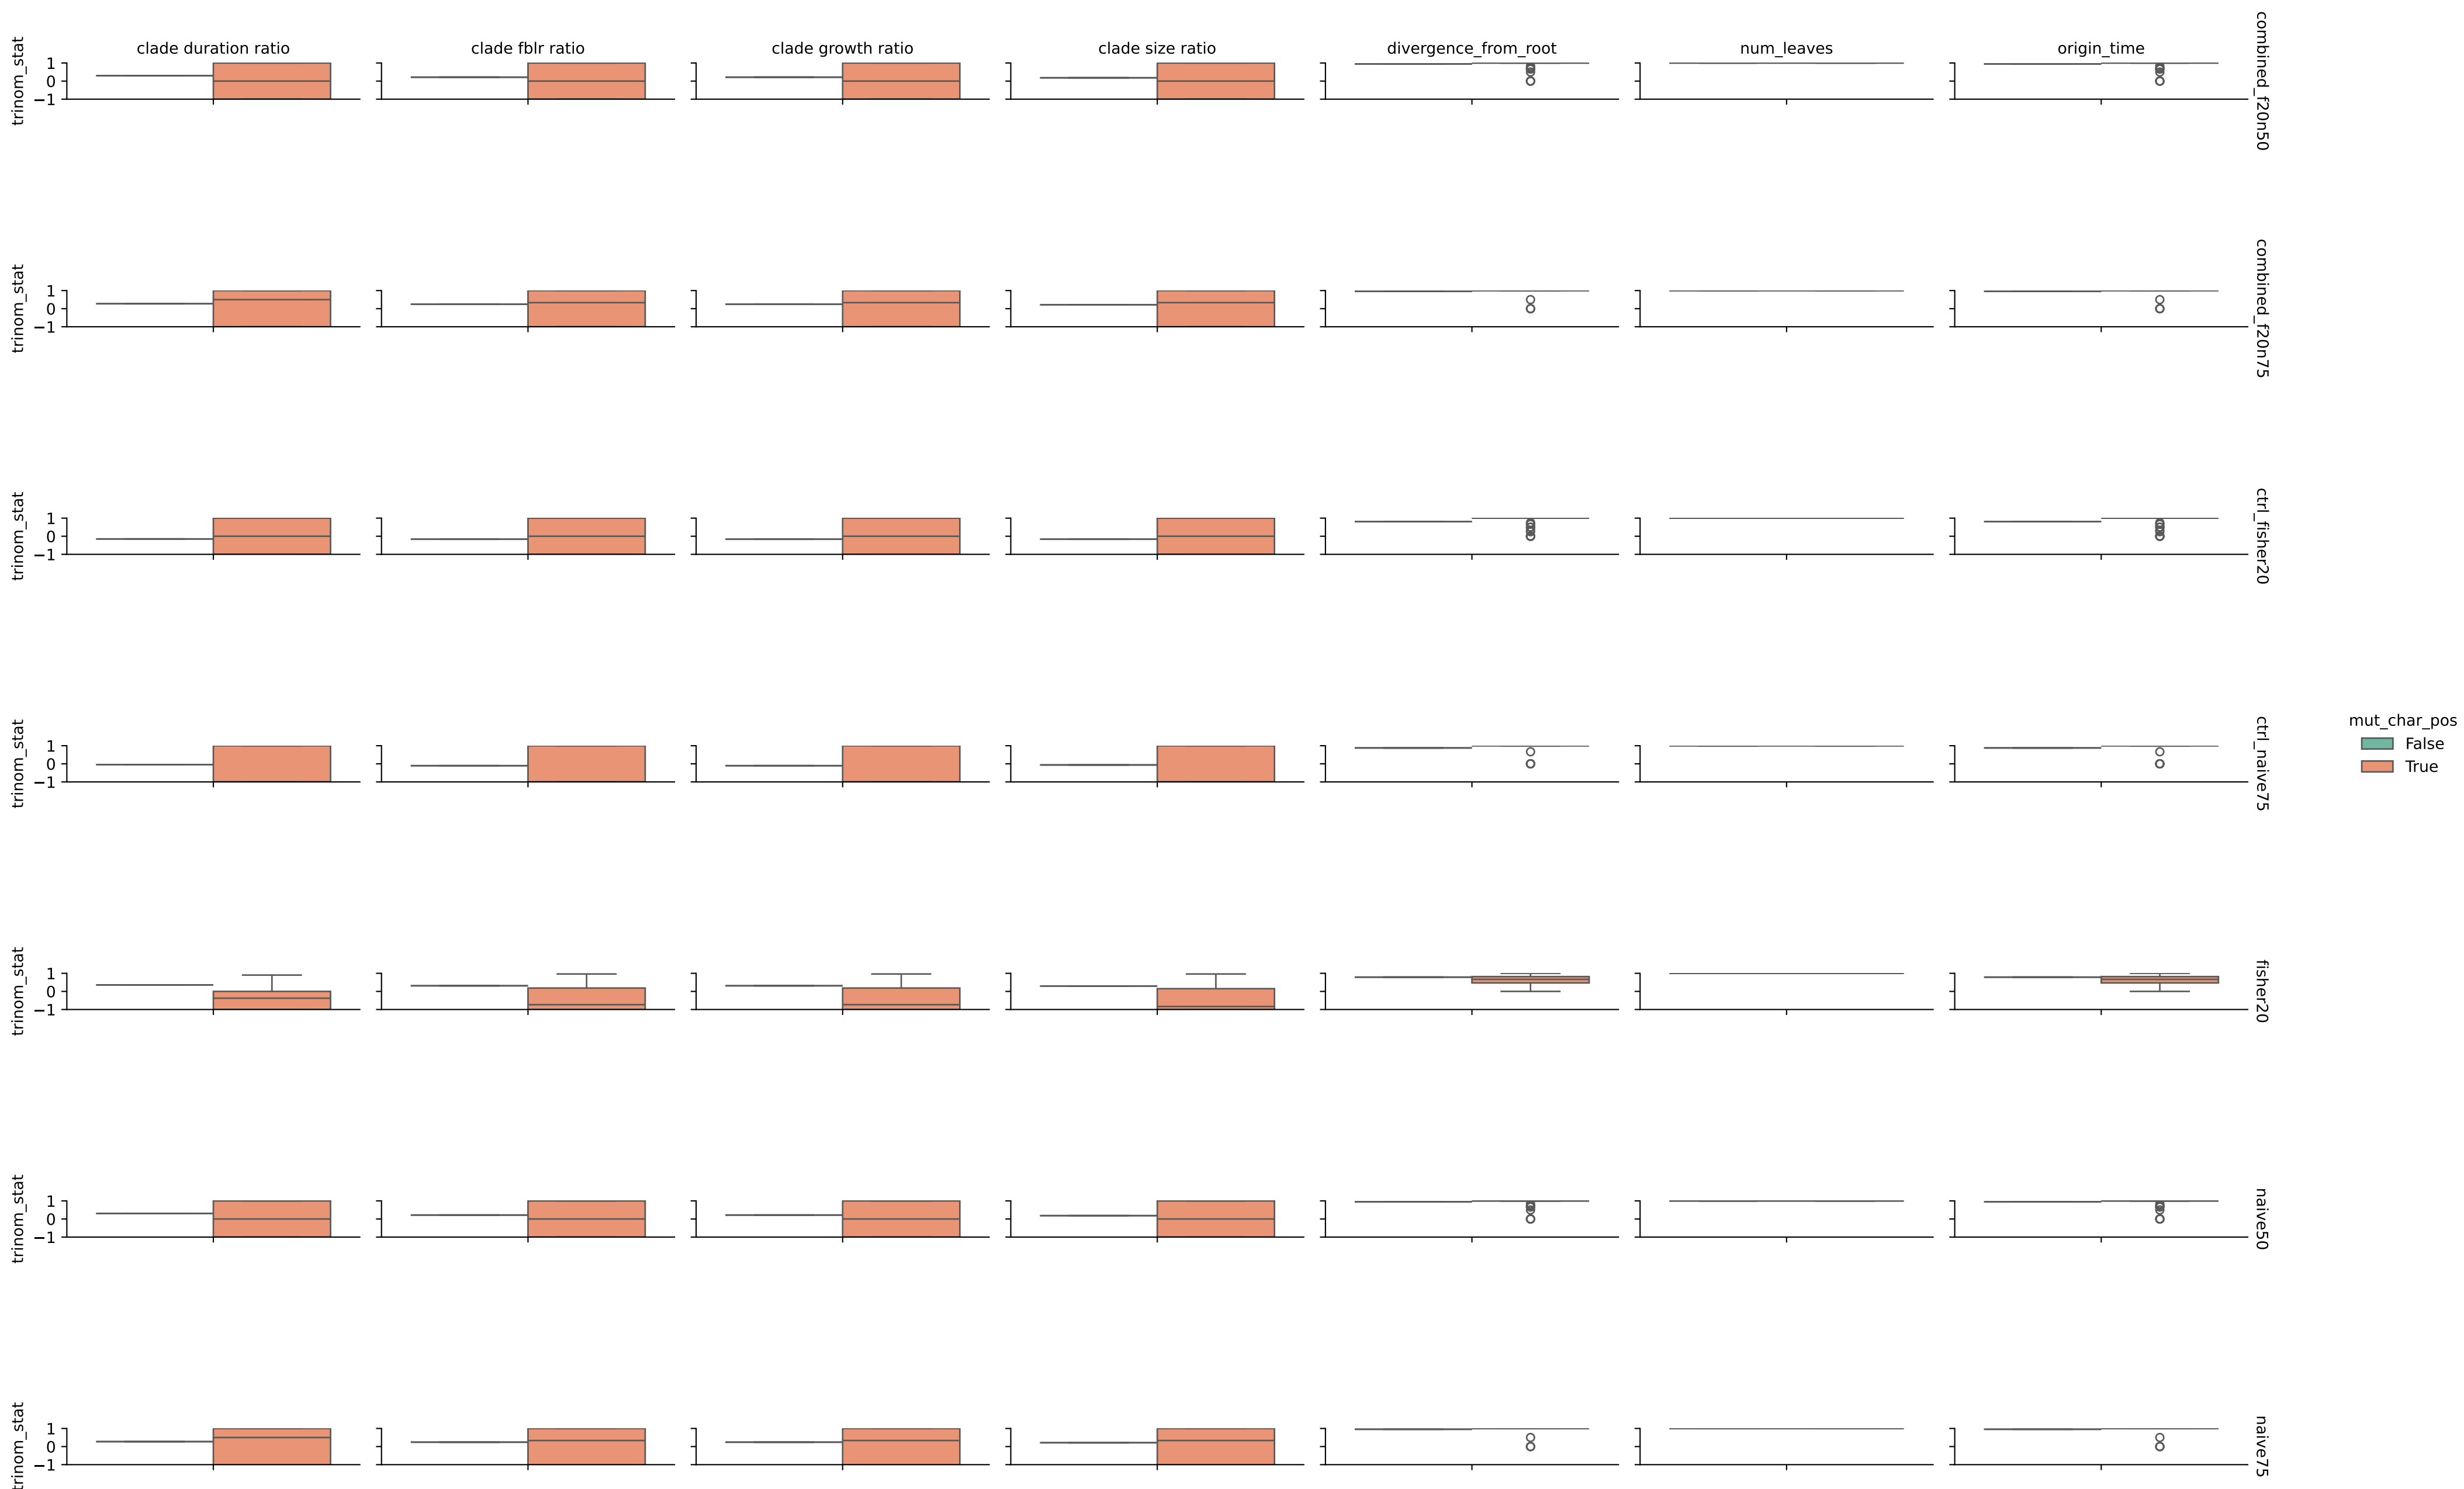 clade duration ratio
clade fblr ratio
clade growth ratio
clade size ratio
divergence_from_root
num_leaves
origin_time
trinom_stat
1
0
−1
combined_f20n50
trinom_stat
1
0
−1
combined_f20n75
trinom_stat
1
0
−1
ctrl_fisher20
trinom_stat
1
0
−1
ctrl_naive75
mut_char_pos
False
True
trinom_stat
1
0
−1
fisher20
trinom_stat
1
0
−1
naive50
trinom_stat
1
0
−1
naive75